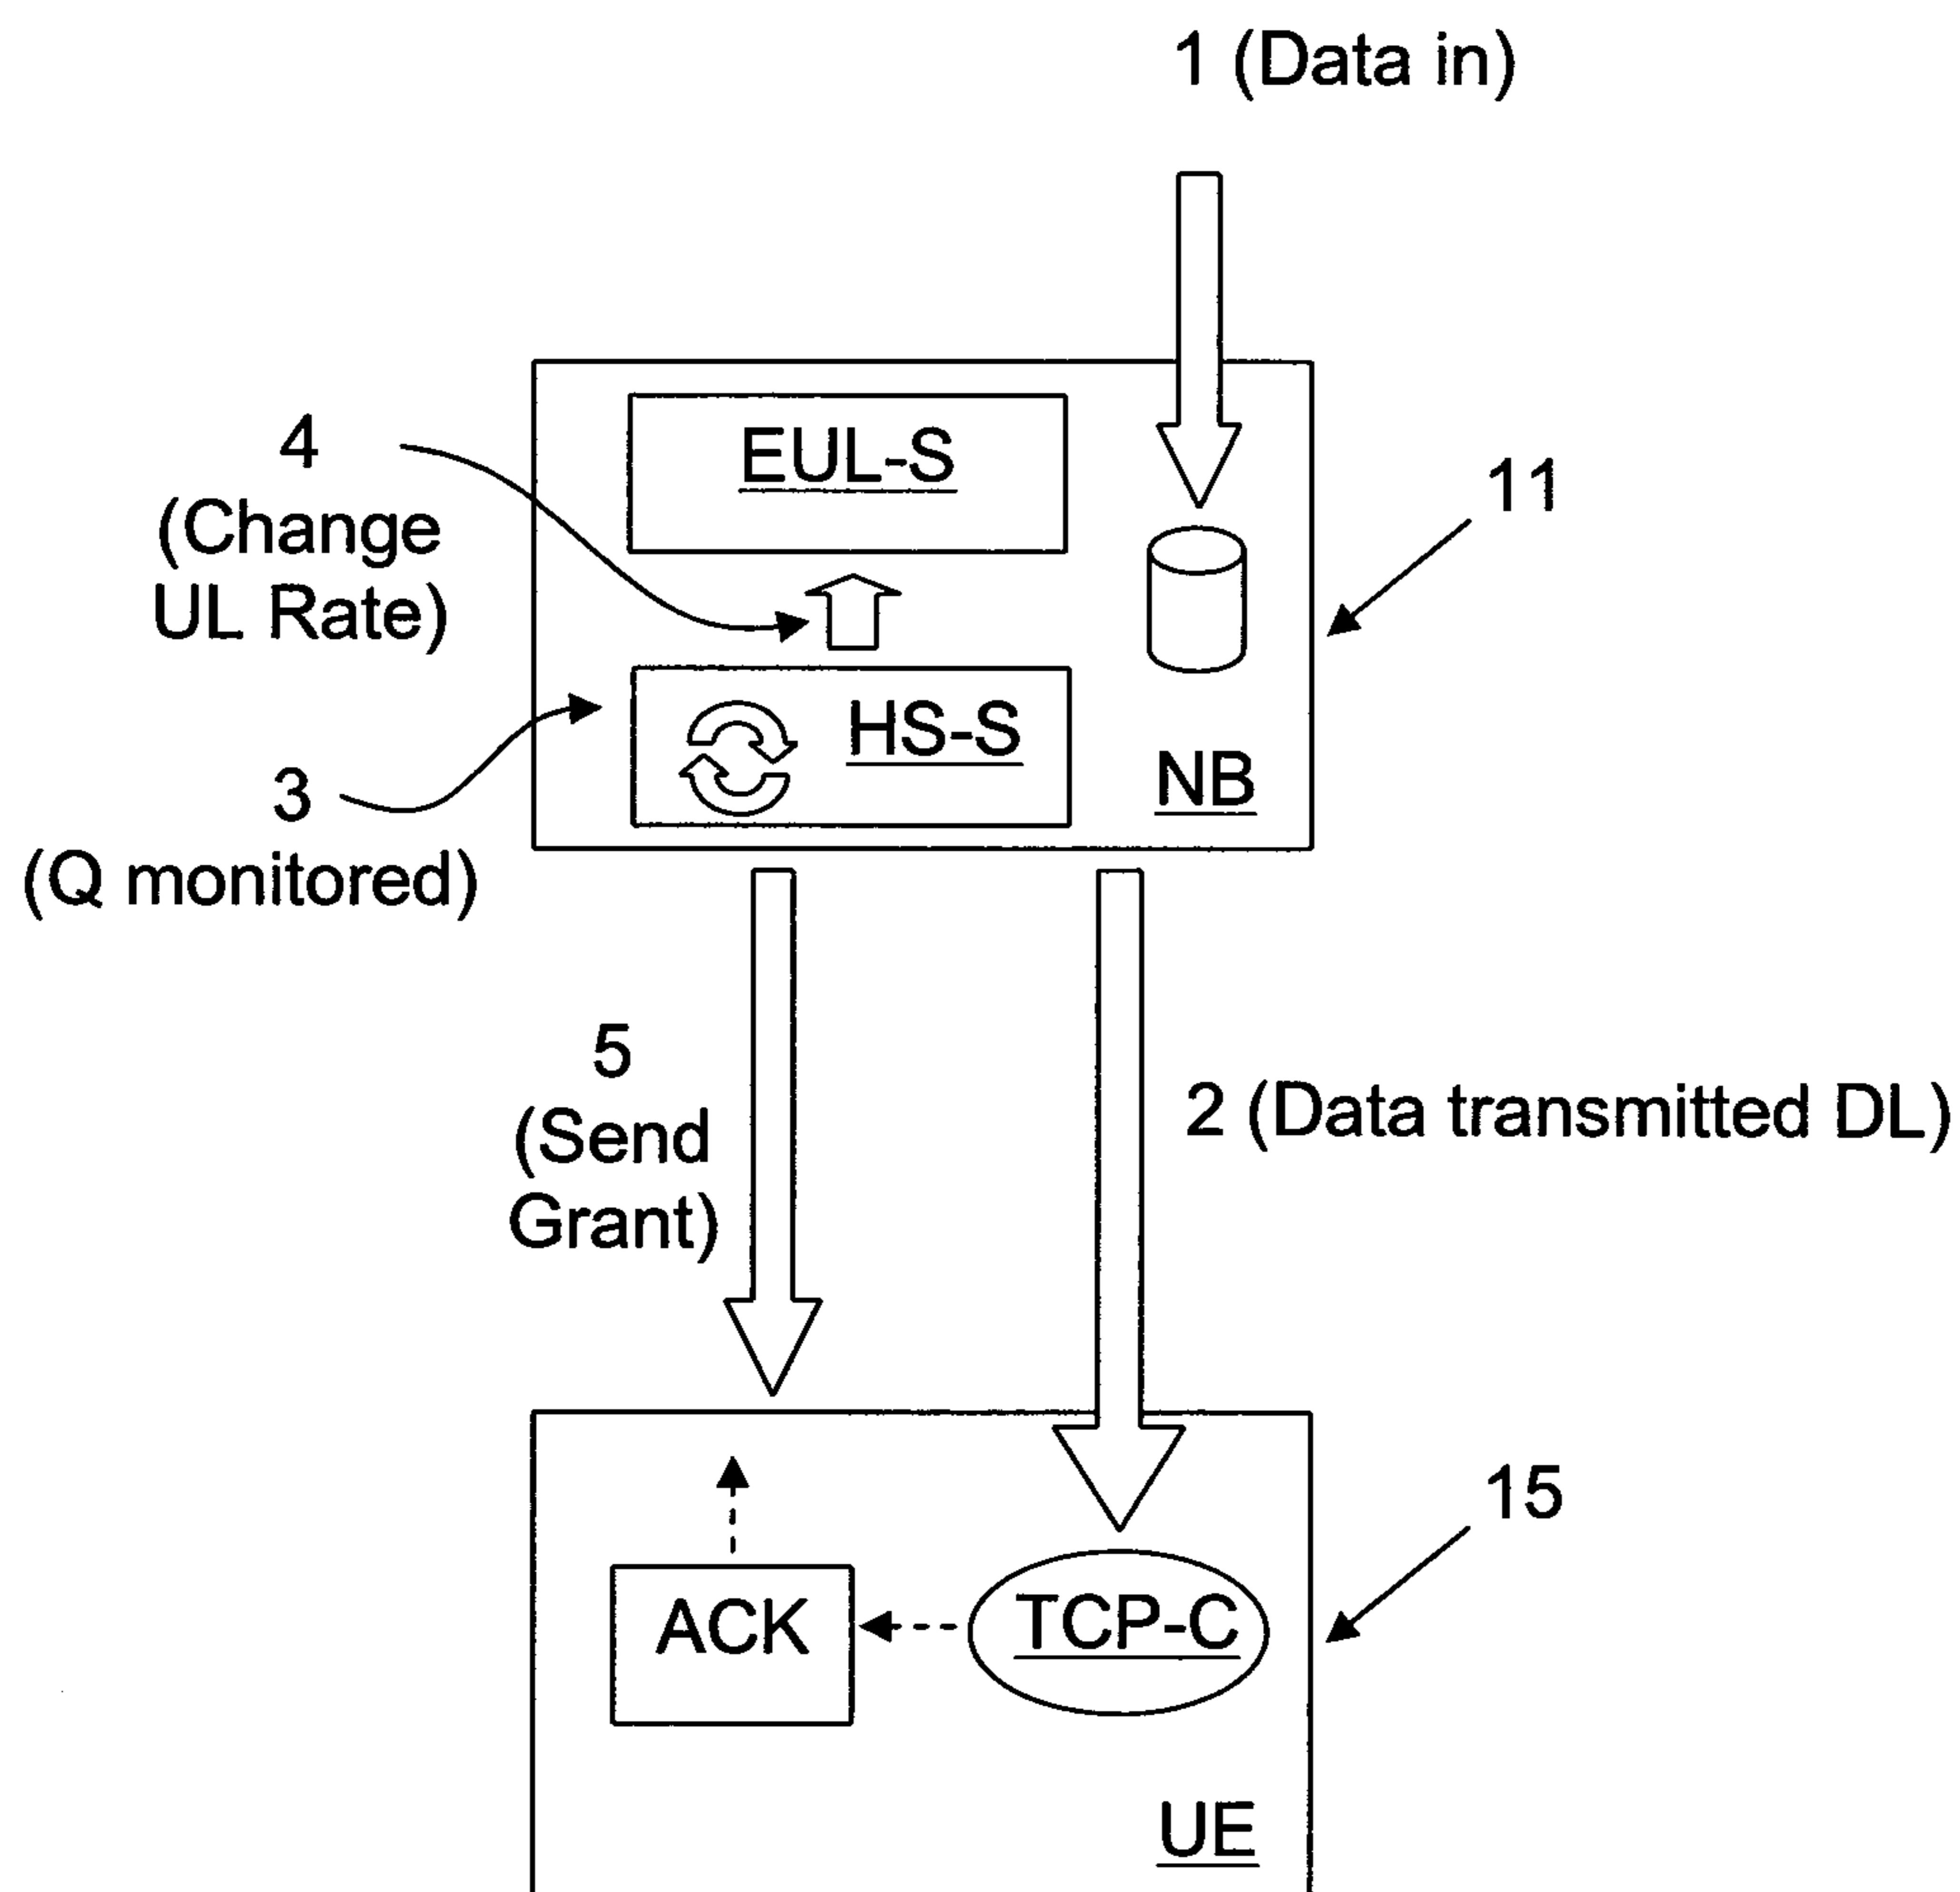 1 (Data in)
4
(Change
UL Rate)
EUL-S
11
3
(Q monitored)
HS-S
NB
5
(Send
Grant)
2 (Data transmitted DL)
15
ACK
TCP-C
UE